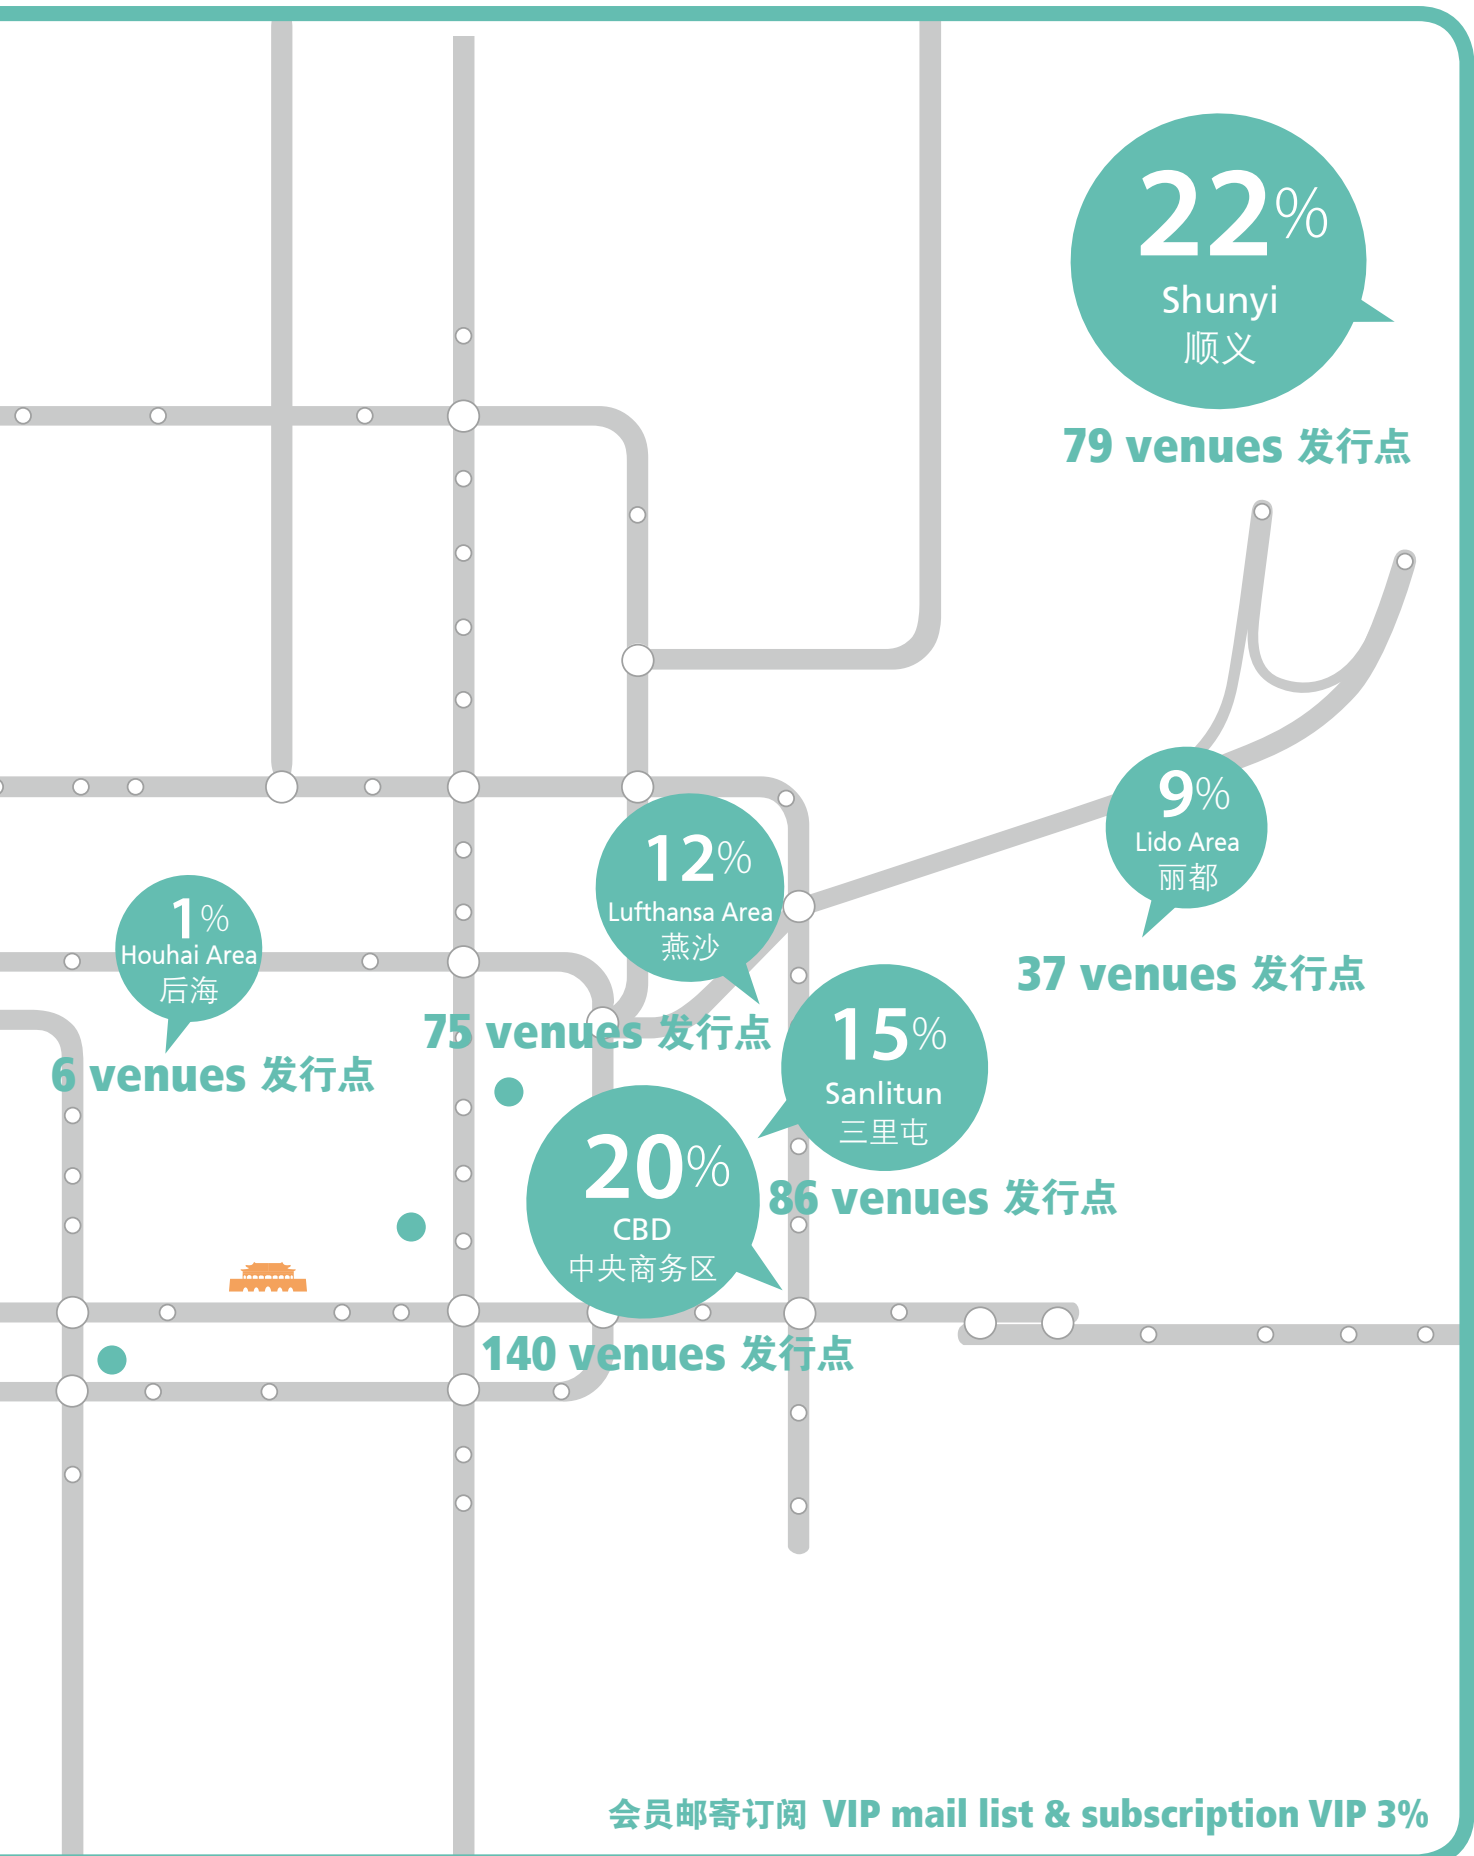 22%
Shunyi
顺义
79 venues 发行点
9%
Lido Area
丽都
37 venues 发行点
12%
Lufthansa Area
燕沙
75 venues 发行点
1%
Houhai Area
后海
6 venues 发行点
15%
Sanlitun
三里屯
86 venues 发行点
20%
CBD
中央商务区
140 venues 发行点
会员邮寄订阅 VIP mail list & subscription VIP 3%